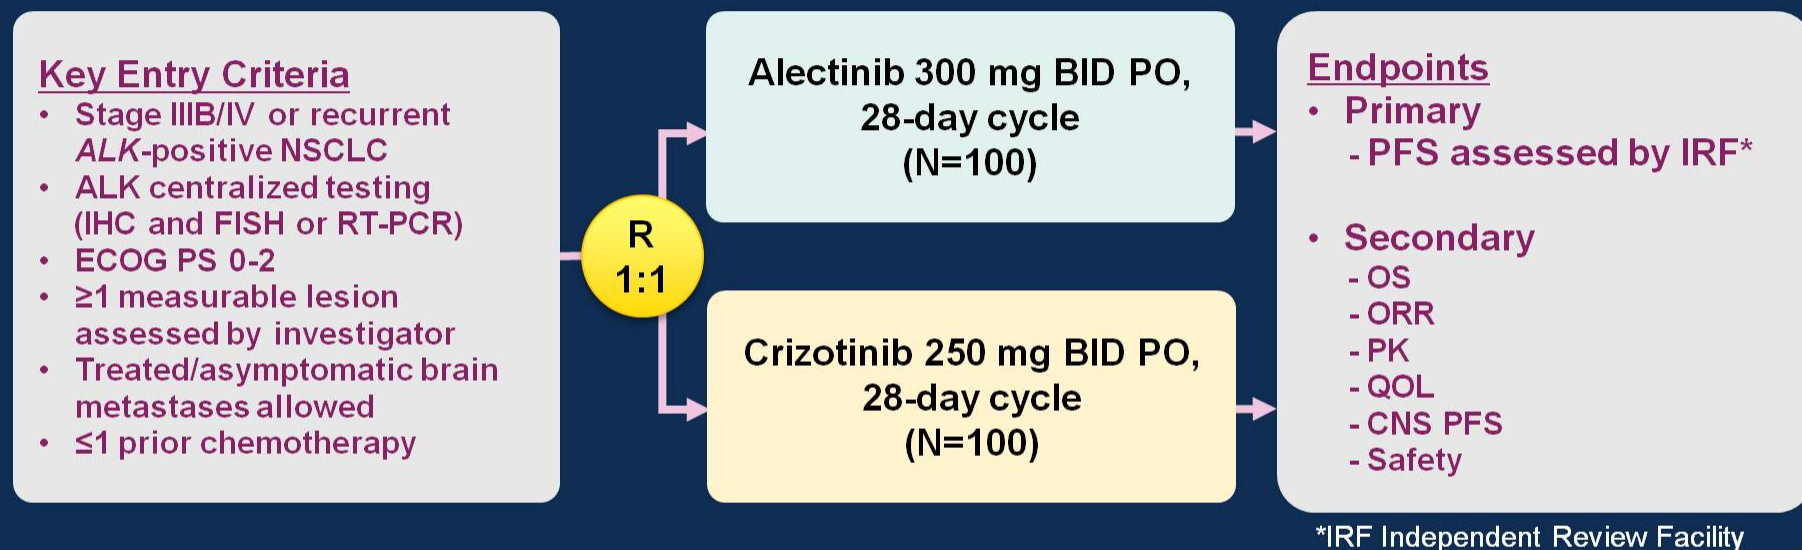 Key Entry Criteria
• Stage IIIB/IV or recurrent
ALK-positive NSCLC
• ALK centralized testing
(IHC and FISH or RT-PCR)
• ECOG PS 0-2
• ≥1 measurable lesion
assessed by investigator
• Treated/asymptomatic brain
metastases allowed
• ≤1 prior chemotherapy
R
1:1
Alectinib 300 mg BID PO,
28-day cycle
(N=100)
Crizotinib 250 mg BID PO,
28-day cycle
(N=100)
Endpoints
• Primary
- PFS assessed by IRF*
• Secondary
- OS
- ORR
- PK
- QOL
- CNS PFS
- Safety
*IRF Independent Review Facility